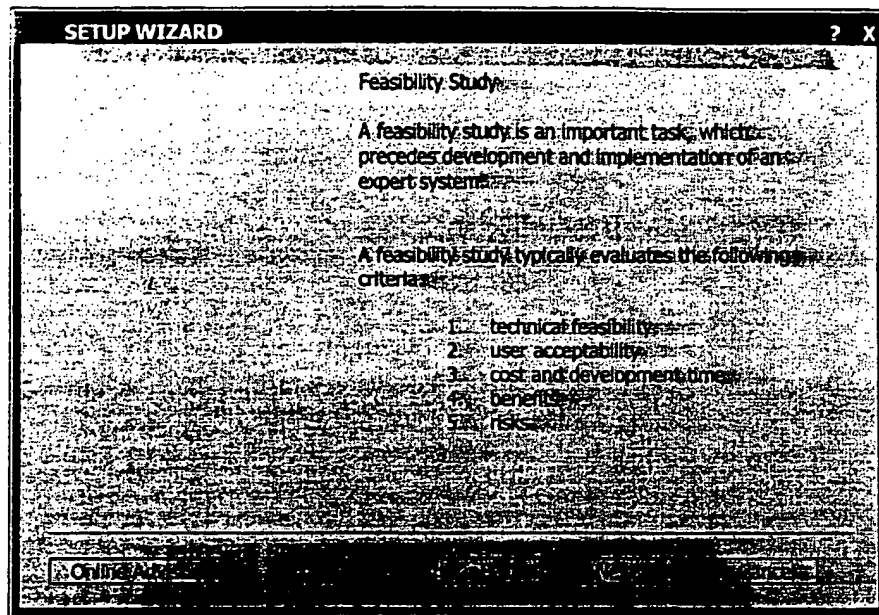 SETUP WIZARD ? X
Feasibility Study
A feasibility study is an important task, which
precedes development and implementation of an
expert system.
A feasibility study typically evaluates the following
criteria:
1. technical feasibility
2. user acceptability
3. cost and development time
4. benefits
5. risks
Online